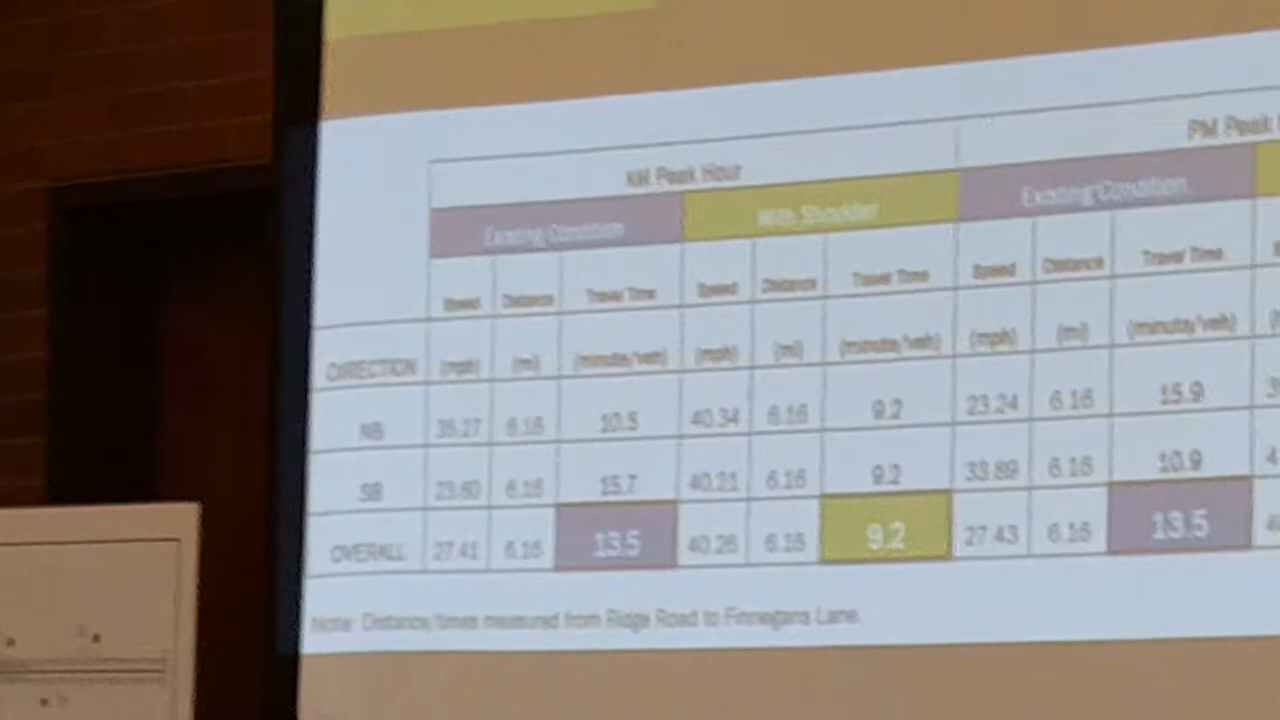 AM Peak Hour PM Peak
Existing Condition With Shoulder Existing Condition
Speed Distance Travel Time Speed Distance Travel Time Speed Distance Travel Time
DIRECTION (mph) (mi) (minute/veh) (mph) (mi) (minute/veh) (mph) (mi) (minute/veh)
NB 35.27 6.16 10.5 40.34 6.16 9.2 23.24 6.16 15.9
SB 23.60 6.16 15.7 40.21 6.16 9.2 33.89 6.16 10.9
OVERALL 27.41 6.16 13.5 40.26 6.16 9.2 27.43 6.16 13.5
Note: Distance/times measured from Ridge Road to Finnegans Lane.